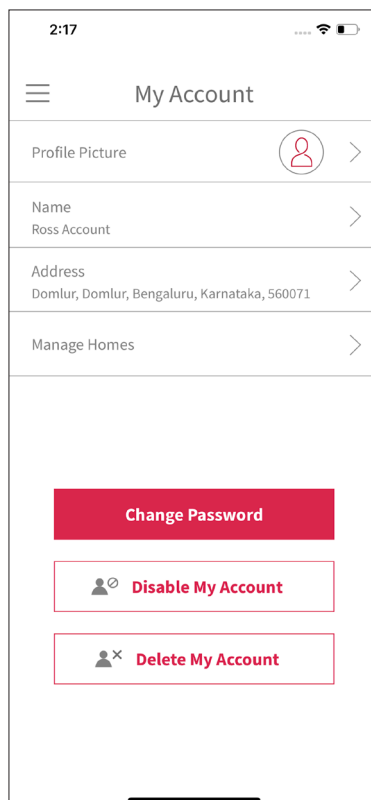 2:17
My Account
Profile Picture
Name
Ross Account
Address
Domlur, Domlur, Bengaluru, Karnataka, 560071
Manage Homes
Change Password
Disable My Account
Delete My Account